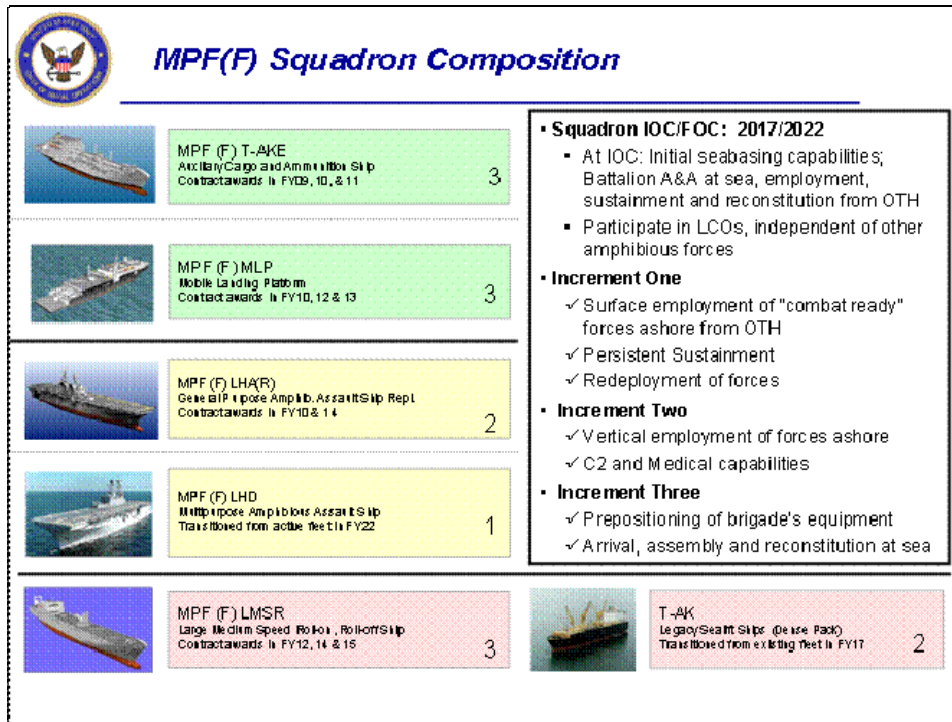 MPF(F) Squadron Composition
MPF (F) T-AKE
Auxiliary Cargo and Ammunition Ship
Contract awards in FY09, 10, & 11
3
MPF (F) MLP
Mobile Landing Platform
Contract awards in FY10, 12 & 13
3
MPF (F) LHA(R)
General Purpose Amphib. Assault Ship Repl.
Contract awards in FY10 & 14
2
MPF (F) LHD
Multipurpose Amphibious Assault Ship
Transitioned from active fleet in FY22
1
▪ Squadron IOC/FOC: 2017/2022
▪ At IOC: Initial seabasing capabilities;
Battalion A&A at sea, employment,
sustainment and reconstitution from OTH
▪ Participate in LCOs, independent of other
amphibious forces
▪ Increment One
✓ Surface employment of "combat ready"
forces ashore from OTH
✓ Persistent Sustainment
✓ Redeployment of forces
▪ Increment Two
✓ Vertical employment of forces ashore
✓ C2 and Medical capabilities
▪ Increment Three
✓ Prepositioning of brigade's equipment
✓ Arrival, assembly and reconstitution at sea
MPF (F) LMSR
Large Medium Speed Roll-on, Roll-off Ship
Contract awards in FY12, 14 & 15
3
T-AK
Legacy Sealift Ships (Dense Pack)
Transitioned from existing fleet in FY17
2